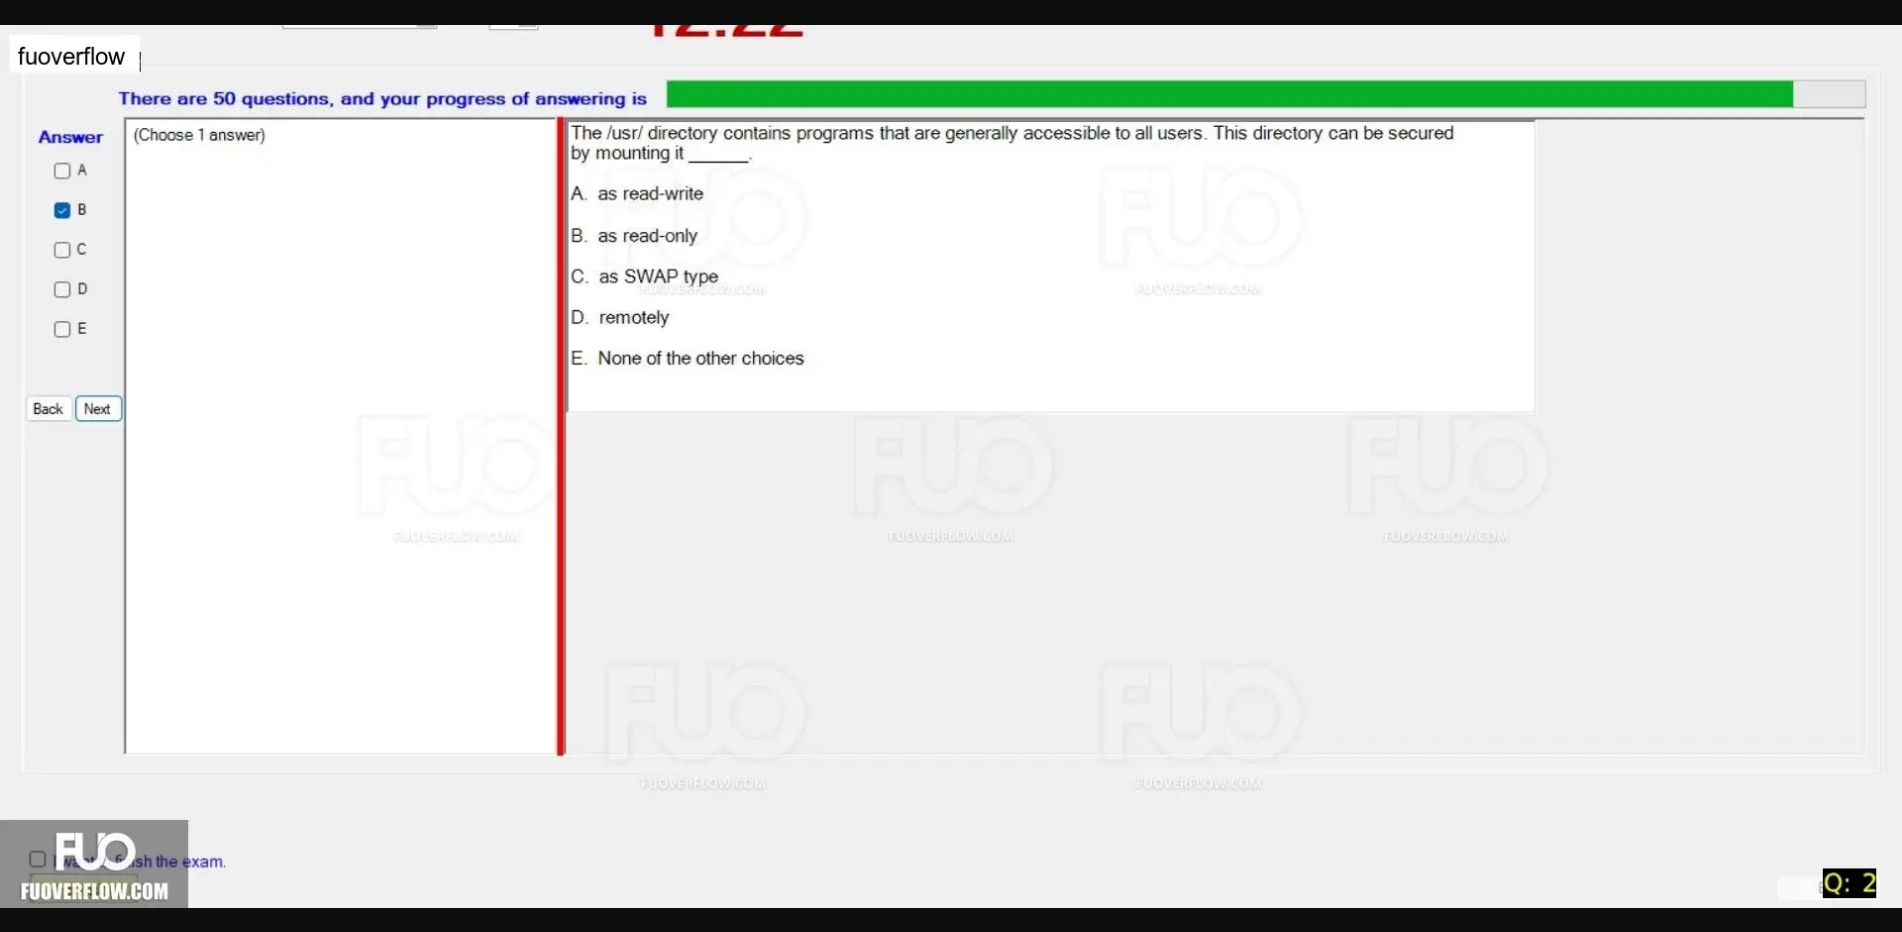 fuoverflow
There are 50 questions, and your progress of answering is
Answer
(Choose 1 answer)
A
B
C
D
E
Back
Next
The /usr/ directory contains programs that are generally accessible to all users. This directory can be secured
by mounting it ______.
A. as read-write
B. as read-only
C. as SWAP type
D. remotely
E. None of the other choices
FUO
FUOVERFLOW.COM
FUO
FUOVERFLOW.COM
FUO
FUOVERFLOW.COM
FUO
FUOVERFLOW.COM
FUO
FUOVERFLOW.COM
FUO
FUOVERFLOW.COM
FUO
FUOVERFLOW.COM
FUO
the exam.
FUOVERFLOW.COM
Q: 2